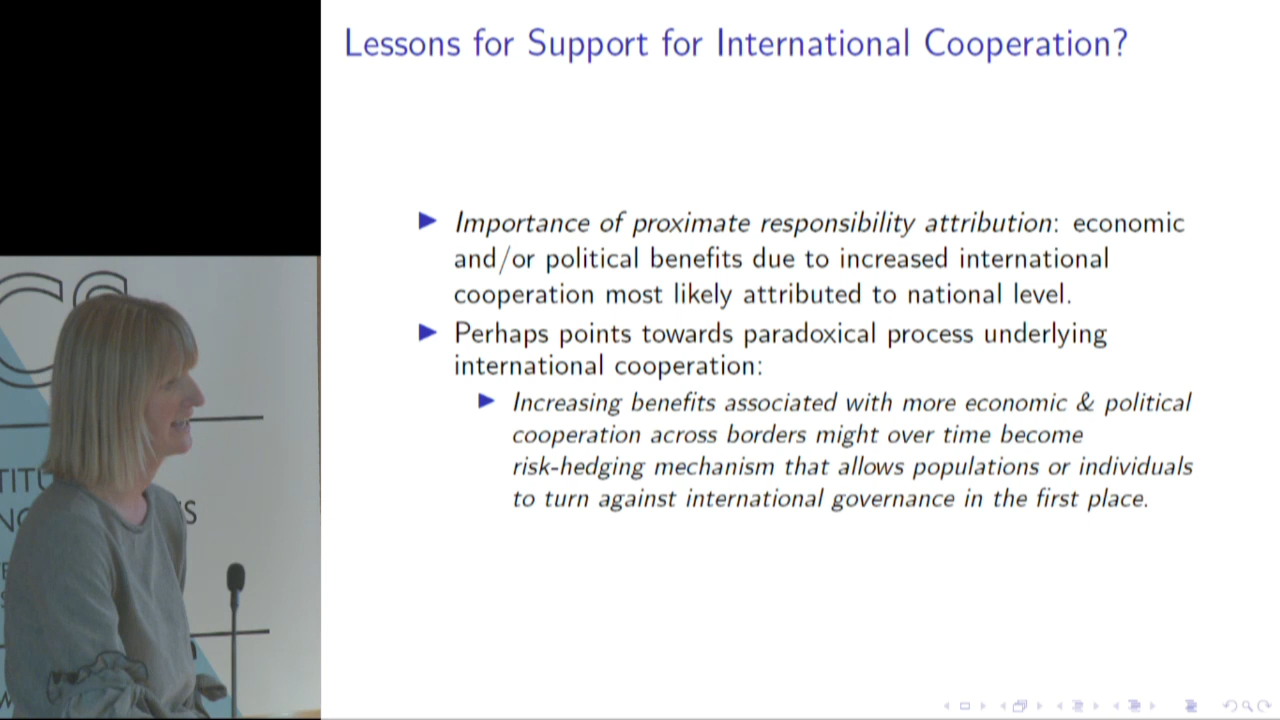 Lessons for Support for International Cooperation?
Importance of proximate responsibility attribution: economic
and/or political benefits due to increased international
cooperation most likely attributed to national level.
Perhaps points towards paradoxical process underlying
international cooperation:
Increasing benefits associated with more economic & political
cooperation across borders might over time become
risk-hedging mechanism that allows populations or individuals
to turn against international governance in the first place.